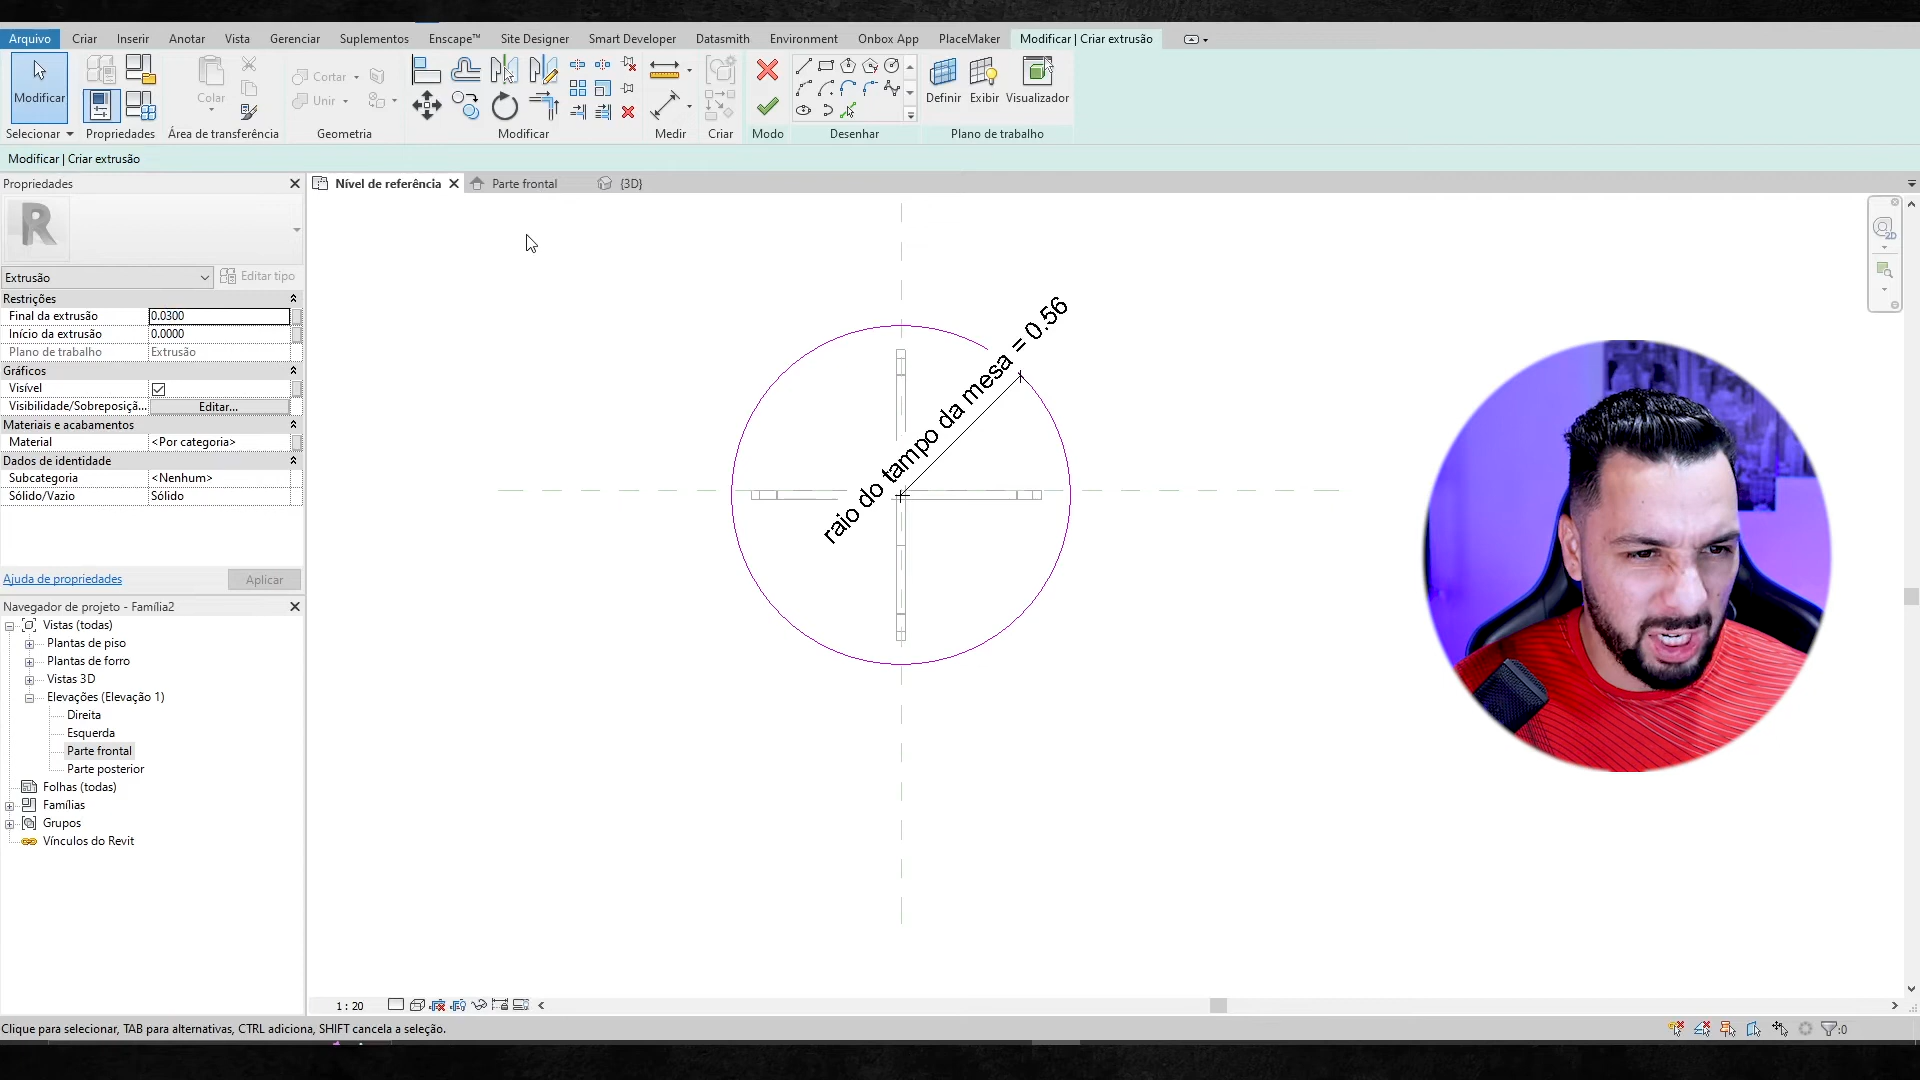 Arquivo Criar Inserir Anotar Vista Gerenciar Suplementos Enscape™ Site Designer Smart Developer Datasmith Environment Onbox App PlaceMaker Modificar | Criar extrusão
Modificar Colar Cortar Unir Definir Exibir Visualizador
Selecionar Propriedades Área de transferência Geometria Modificar Medir Criar Modo Desenhar Plano de trabalho
Modificar | Criar extrusão
Propriedades
Nível de referência Parte frontal {3D}
R
2D
Extrusão Editar tipo
Restrições
Final da extrusão 0.0300
Início da extrusão 0.0000
Plano de trabalho Extrusão
Gráficos
Visível
Visibilidade/Sobreposiçã... Editar...
Materiais e acabamentos
Material <Por categoria>
Dados de identidade
Subcategoria <Nenhum>
Sólido/Vazio Sólido
Ajuda de propriedades Aplicar
raio do tampo da mesa = 0.56
Navegador de projeto - Família2
Vistas (todas)
Plantas de piso
Plantas de forro
Vistas 3D
Elevações (Elevação 1)
Direita
Esquerda
Parte frontal
Parte posterior
Folhas (todas)
Famílias
Grupos
Vínculos do Revit
1 : 20
Clique para selecionar, TAB para alternativas, CTRL adiciona, SHIFT cancela a seleção. :0